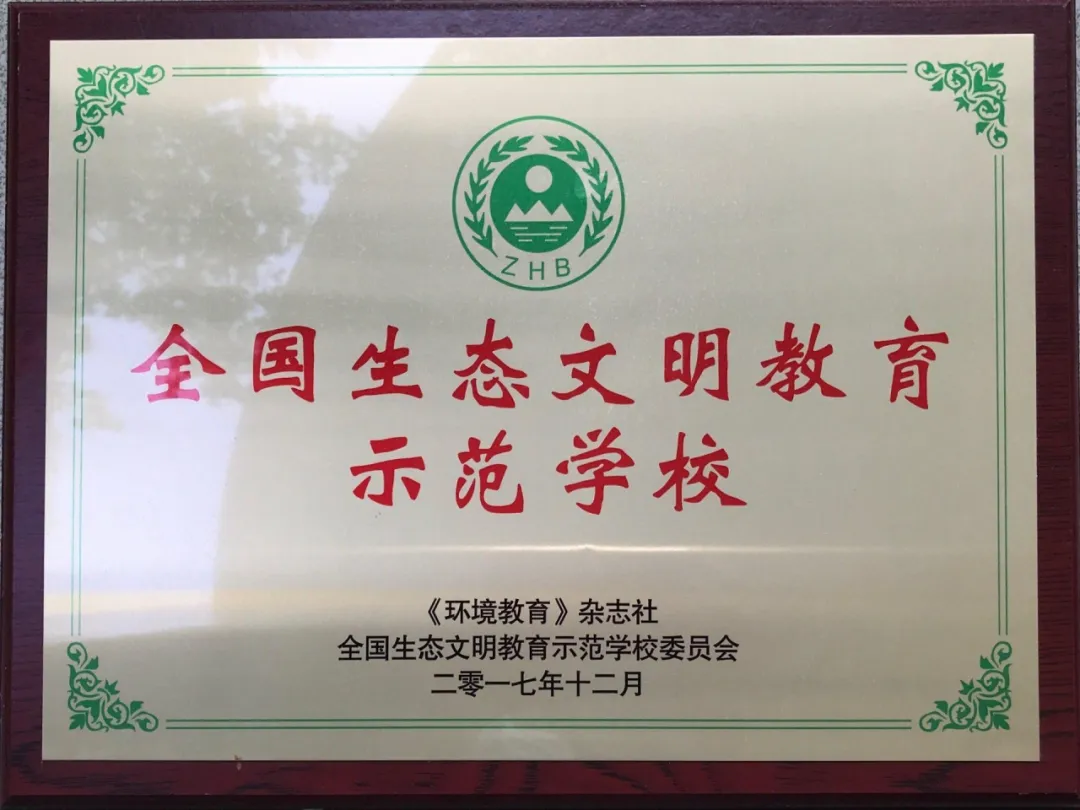 ZHB
全国生态文明教育
示范学校
《环境教育》杂志社
全国生态文明教育示范学校委员会
二零一七年十二月